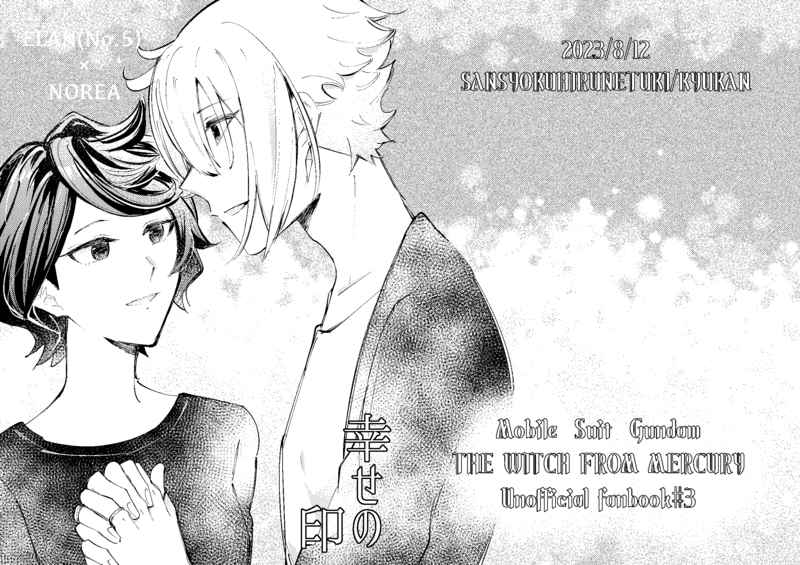 ELAN(No.5)
×
NOREA
2023/8/12
SANSYOKUHIRUNETUKI/KYUKAN
幸せの
印
Mobile Suit Gundam
THE WITCH FROM MERCURY
Unofficial fanbook#3